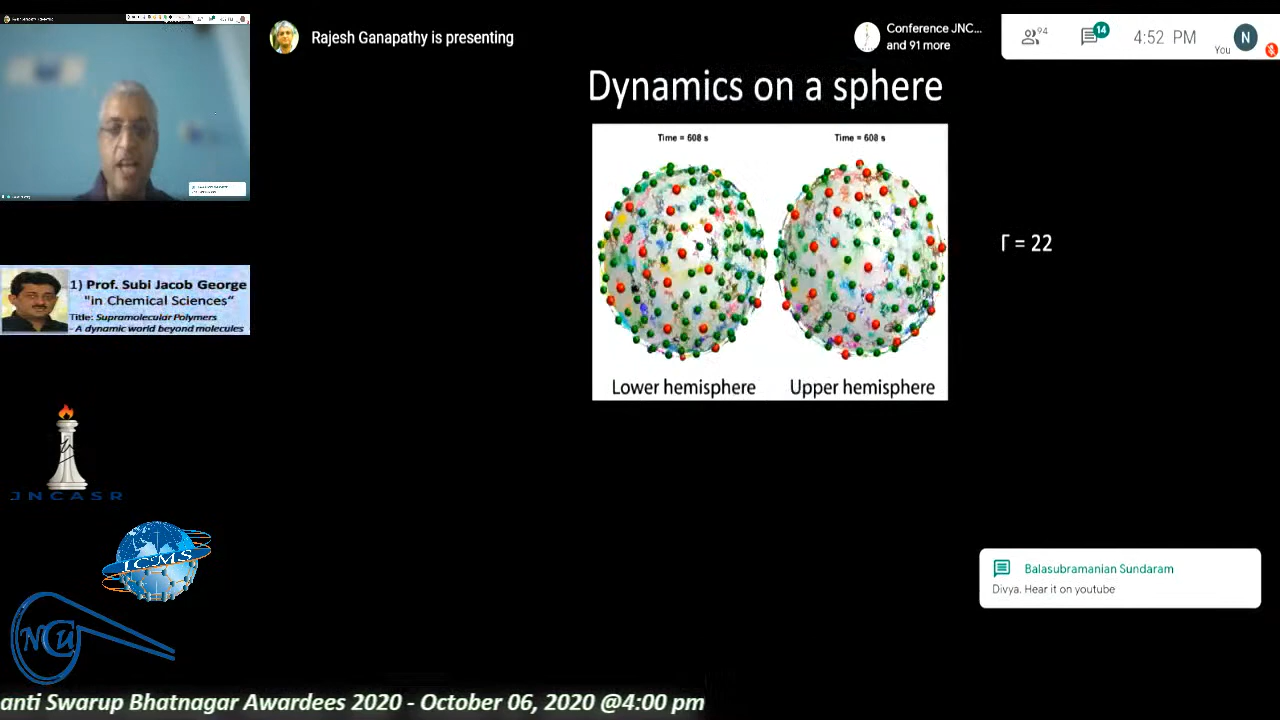 Rajesh Ganapathy is presenting
Conference JNC...
and 91 more
94
14
4:52 PM
You
N
Dynamics on a sphere
Time = 608 s
Time = 608 s
Lower hemisphere
Upper hemisphere
Γ = 22
1) Prof. Subi Jacob George
"in Chemical Sciences“
Title: Supramolecular Polymers
- A dynamic world beyond molecules
JNCASR
ICMS
NCU
Balasubramanian Sundaram
Divya. Hear it on youtube
anti Swarup Bhatnagar Awardees 2020 - October 06, 2020 @4:00 pm